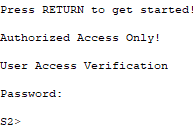 Press RETURN to get started!
Authorized Access Only!
User Access Verification
Password:
S2>